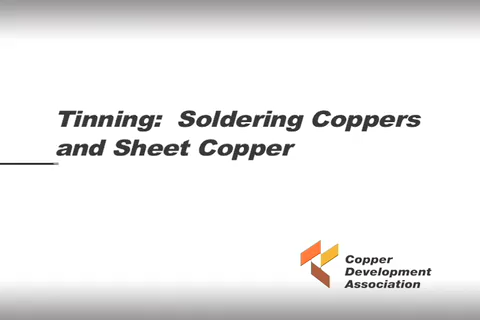 Tinning:  Soldering Coppers
and Sheet Copper
Copper
Development
Association